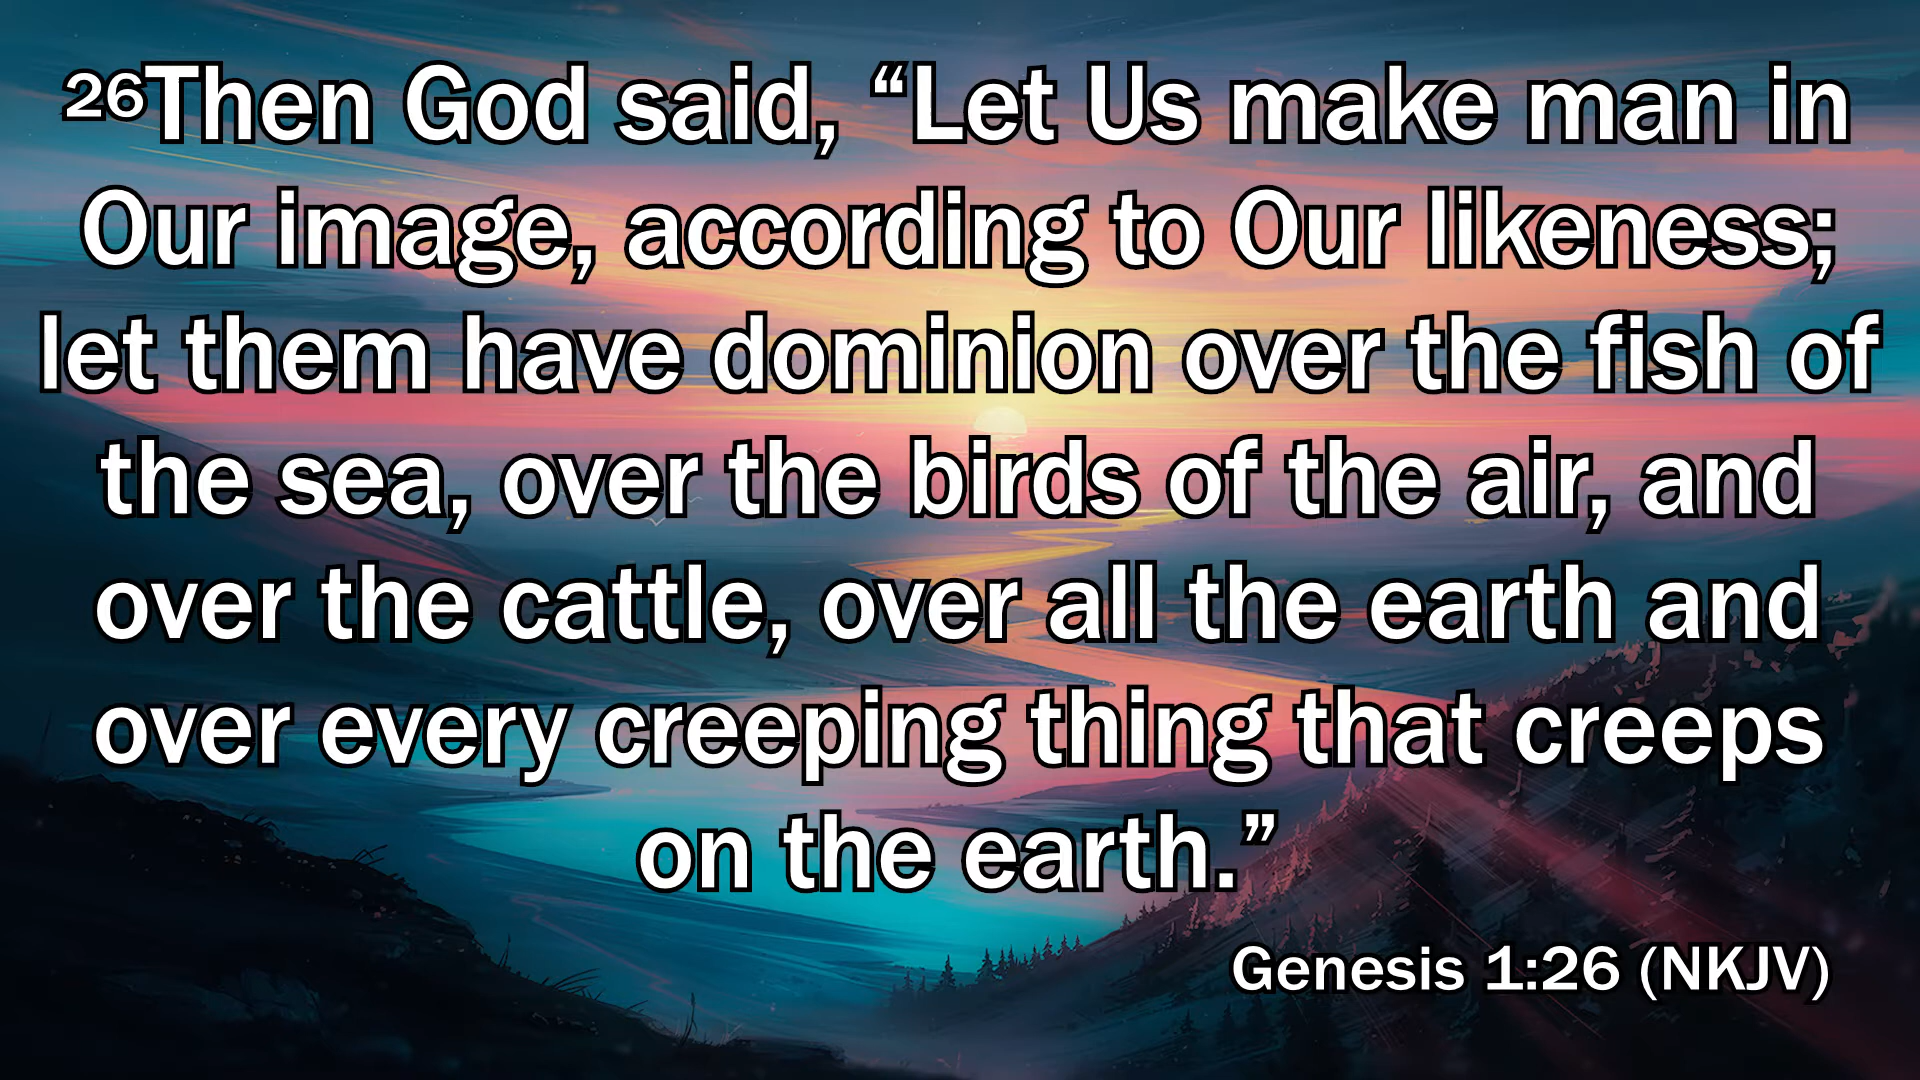 ²⁶Then God said, “Let Us make man in
Our image, according to Our likeness;
let them have dominion over the fish of
the sea, over the birds of the air, and
over the cattle, over all the earth and
over every creeping thing that creeps
on the earth.”
Genesis 1:26 (NKJV)